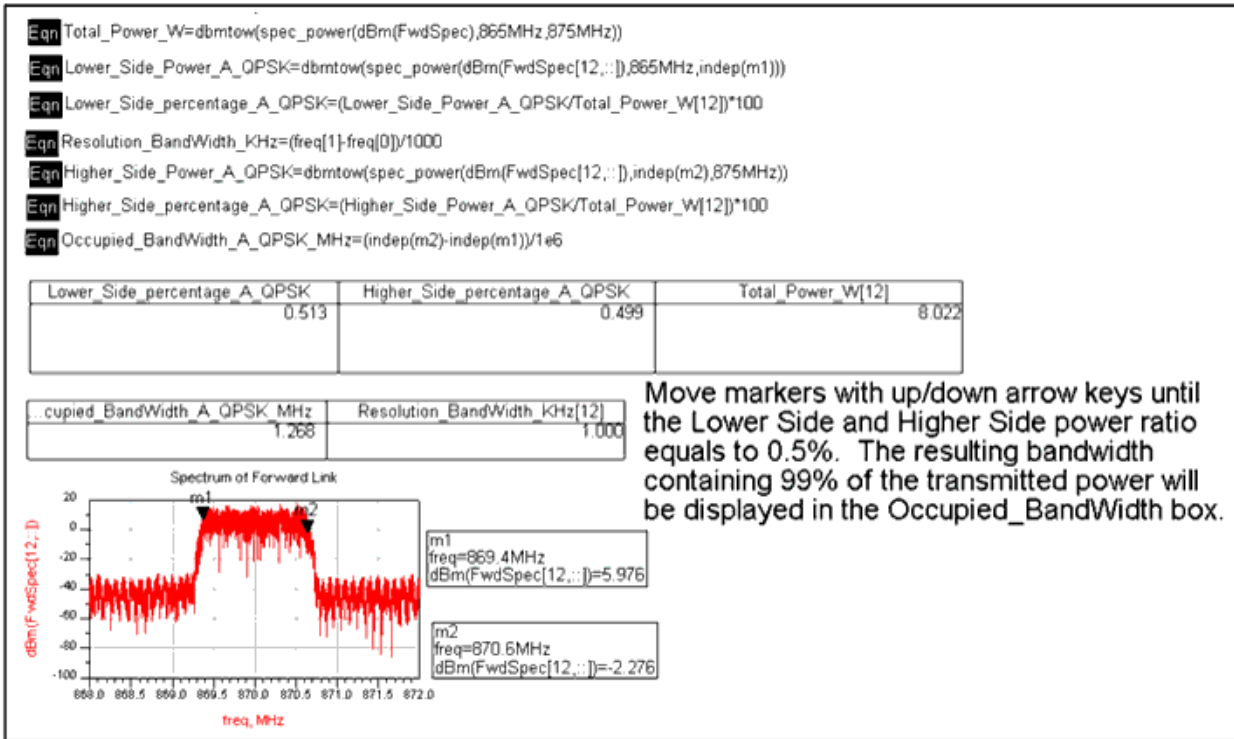 Eqn Total_Power_W=dbmtow(spec_power(dBm(FwdSpec),865MHz,875MHz))
Eqn Lower_Side_Power_A_QPSK=dbmtow(spec_power(dBm(FwdSpec[12,::]),865MHz,indep(m1)))
Eqn Lower_Side_percentage_A_QPSK=(Lower_Side_Power_A_QPSK/Total_Power_W[12])*100
Eqn Resolution_BandWidth_KHz=(freq[1]-freq[0])/1000
Eqn Higher_Side_Power_A_QPSK=dbmtow(spec_power(dBm(FwdSpec[12,::]),indep(m2),875MHz))
Eqn Higher_Side_percentage_A_QPSK=(Higher_Side_Power_A_QPSK/Total_Power_W[12])*100
Eqn Occupied_BandWidth_A_QPSK_MHz=(indep(m2)-indep(m1))/1e6
Lower_Side_percentage_A_QPSK Higher_Side_percentage_A_QPSK Total_Power_W[12]
0.513 0.499 8.022
...cupied_BandWidth_A_QPSK_MHz Resolution_BandWidth_KHz[12]
1.268 1.000
Move markers with up/down arrow keys until
the Lower Side and Higher Side power ratio
equals to 0.5%. The resulting bandwidth
containing 99% of the transmitted power will
be displayed in the Occupied_BandWidth box.
Spectrum of Forward Link
m1
m2
20
0
-20
-40
-60
-80
-100
dBm(FwdSpec[12,::])
868.0 868.5 869.0 869.5 870.0 870.5 871.0 871.5 872.0
freq, MHz
m1
freq=869.4MHz
dBm(FwdSpec[12,::])=5.976
m2
freq=870.6MHz
dBm(FwdSpec[12,::])=-2.276